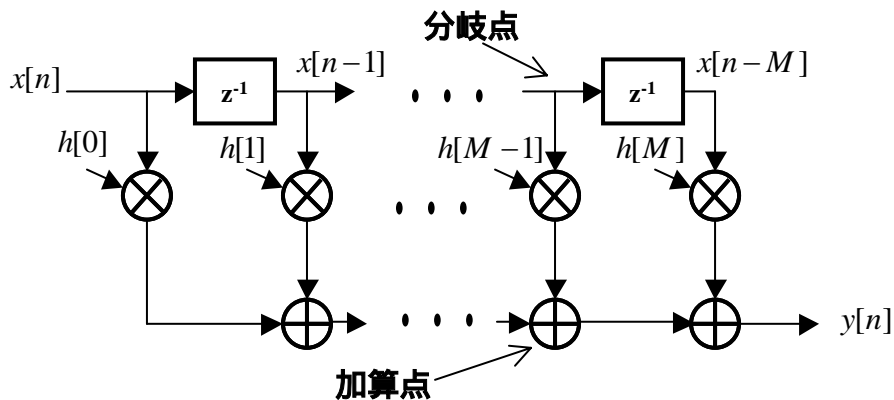 分岐点
x[n]
z⁻¹
x[n−1]
• • •
z⁻¹
x[n−M]
h[0]
h[1]
h[M−1]
h[M]
• • •
• • •
y[n]
加算点